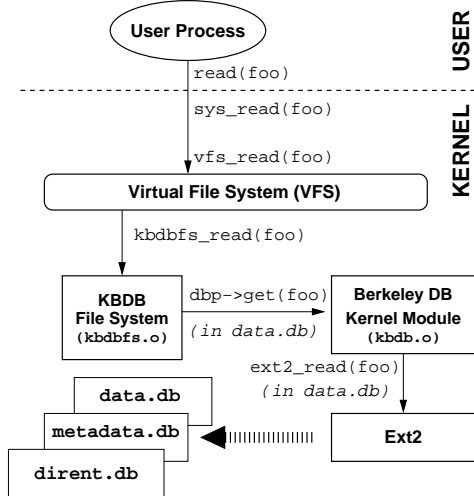 User Process
USER
read(foo)
sys_read(foo)
KERNEL
vfs_read(foo)
Virtual File System (VFS)
kbdbfs_read(foo)
KBDB
File System
(kbdbfs.o)
dbp->get(foo)
(in data.db)
Berkeley DB
Kernel Module
(kbdb.o)
ext2_read(foo)
(in data.db)
data.db
metadata.db
dirent.db
Ext2